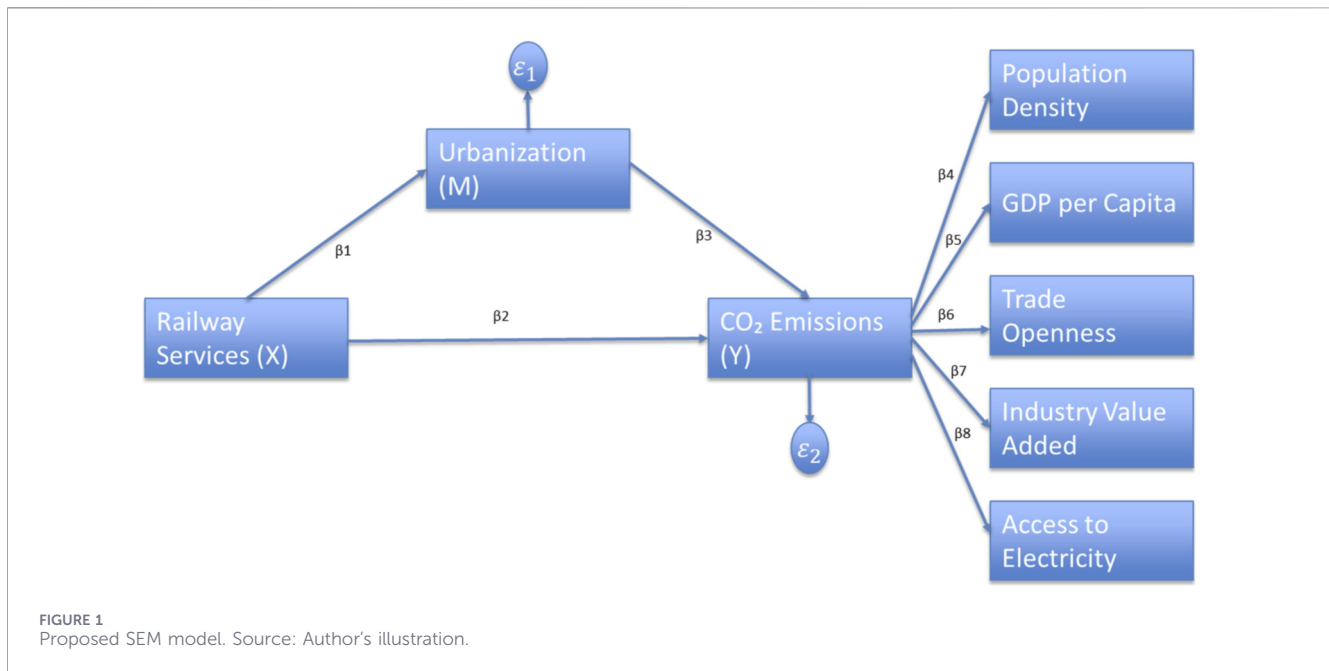 ε1
Population
Density
Urbanization
(M)
β4
GDP per Capita
β1
β3
β5
Railway
Services (X)
β2
CO₂ Emissions
(Y)
β6
Trade
Openness
β7
Industry Value
Added
β8
ε2
Access to
Electricity
FIGURE 1
Proposed SEM model. Source: Author's illustration.